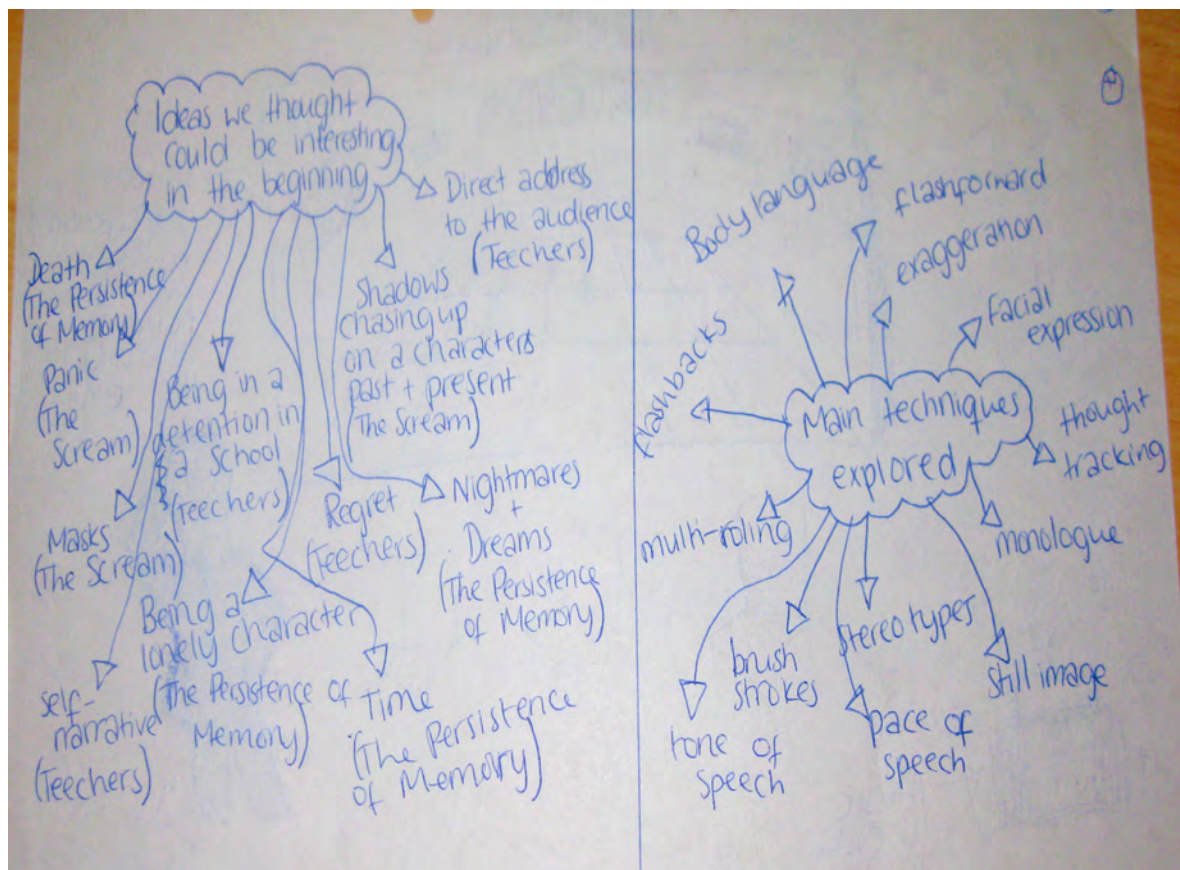 Ideas we thought
could be interesting
in the beginning
Direct address
to the audience
(Teechers)
Death
(The Persistence
of Memory)
Panic
(The
Scream)
Being in a
detention in
a School
(Teechers)
Shadows
chasing up
on a characters
past + present
(The Scream)
Masks
(The Scream)
Regret
(Teechers)
Nightmares
+
Dreams
(The Persistence
of Memory)
Being a
lonely character
(The Persistence of
Memory)
self-
narrative
(Teechers)
Time
(The Persistence
of Memory)
Main techniques
explored
Body language
flashforward
exaggeration
facial
expression
flashbacks
thought
tracking
multi-roling
monologue
brush
strokes
stereotypes
still image
tone of
speech
pace of
speech